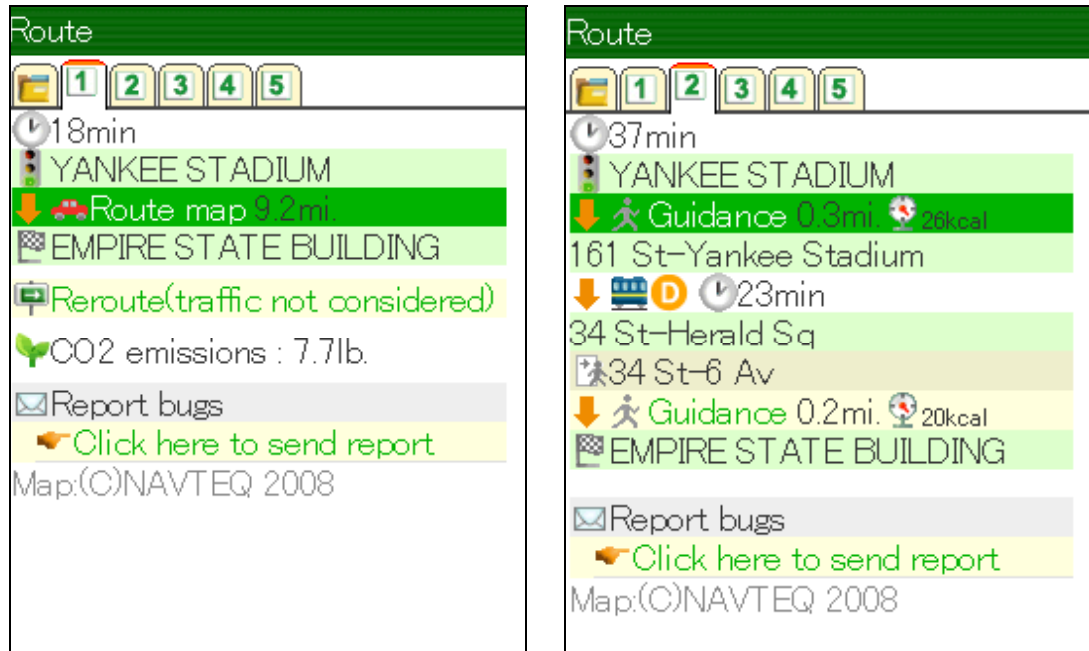 Route
1 2 3 4 5
18min
YANKEE STADIUM
Route map 9.2mi.
EMPIRE STATE BUILDING
Reroute(traffic not considered)
CO2 emissions : 7.7lb.
Report bugs
Click here to send report
Map:(C)NAVTEQ 2008
Route
1 2 3 4 5
37min
YANKEE STADIUM
Guidance 0.3mi. 26kcal
161 St-Yankee Stadium
D 23min
34 St-Herald Sq
34 St-6 Av
Guidance 0.2mi. 20kcal
EMPIRE STATE BUILDING
Report bugs
Click here to send report
Map:(C)NAVTEQ 2008